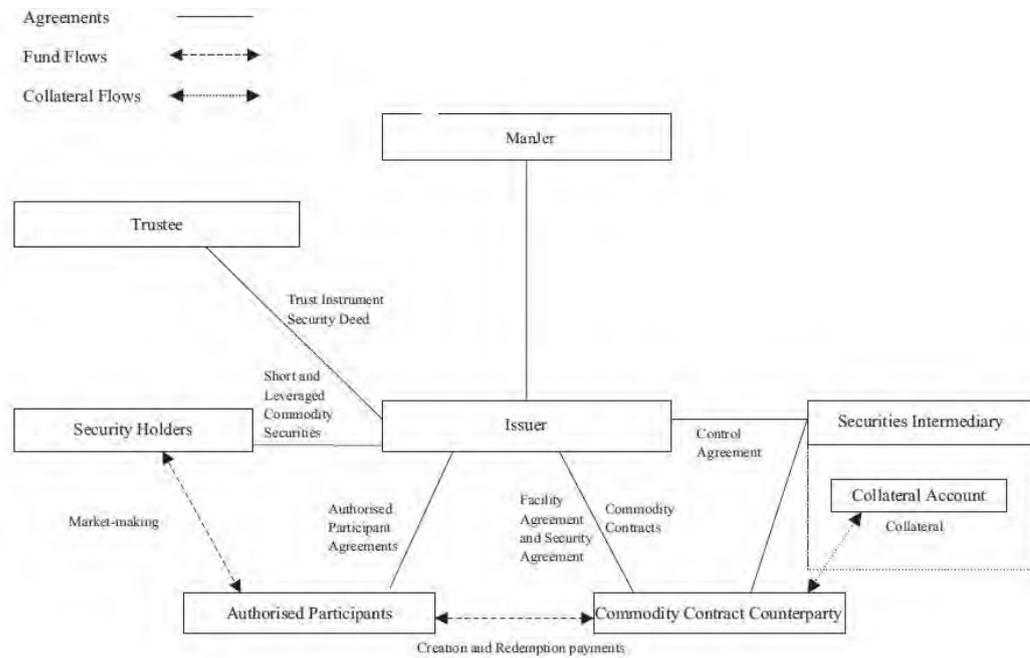 Agreements
Fund Flows
Collateral Flows
ManJer
Trustee
Trust Instrument
Security Deed
Short and
Leveraged
Commodity
Securities
Security Holders
Issuer
Securities Intermediary
Control
Agreement
Collateral Account
Collateral
Market-making
Authorised
Participant
Agreements
Facility
Agreement
and Security
Agreement
Commodity
Contracts
Authorised Participants
Commodity Contract Counterparty
Creation and Redemption payments